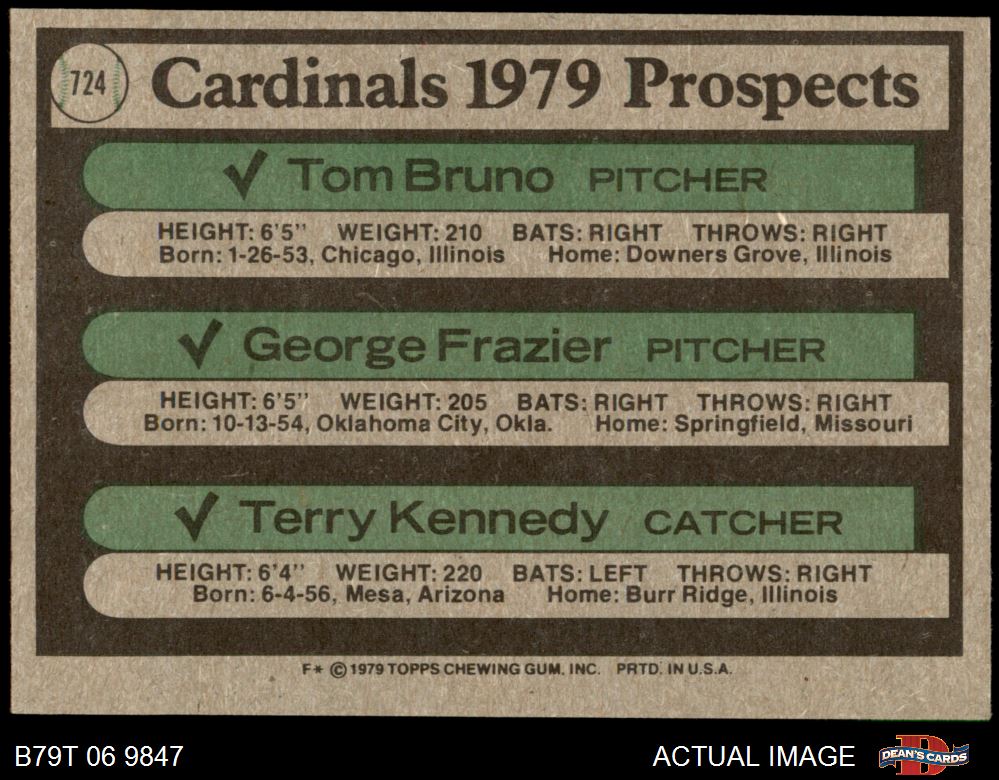 724 Cardinals 1979 Prospects
✓ Tom Bruno PITCHER
HEIGHT: 6'5" WEIGHT: 210 BATS: RIGHT THROWS: RIGHT
Born: 1-26-53, Chicago, Illinois Home: Downers Grove, Illinois
✓ George Frazier PITCHER
HEIGHT: 6'5" WEIGHT: 205 BATS: RIGHT THROWS: RIGHT
Born: 10-13-54, Oklahoma City, Okla. Home: Springfield, Missouri
✓ Terry Kennedy CATCHER
HEIGHT: 6'4" WEIGHT: 220 BATS: LEFT THROWS: RIGHT
Born: 6-4-56, Mesa, Arizona Home: Burr Ridge, Illinois
F* © 1979 TOPPS CHEWING GUM, INC. PRTD. IN U.S.A.
B79T 06 9847 ACTUAL IMAGE DEAN'S CARDS